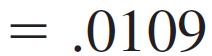 = .0109